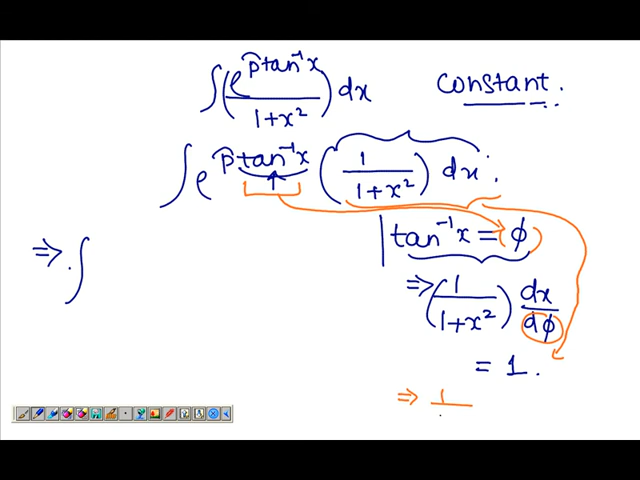 ∫(e^(p tan⁻¹x)/(1+x²)) dx   constant.
∫e^(p tan⁻¹x) (1/(1+x²)) dx.
tan⁻¹x = ϕ
⇒ ∫
⇒ (1/(1+x²)) dx/dϕ
= 1.
⇒ 1/